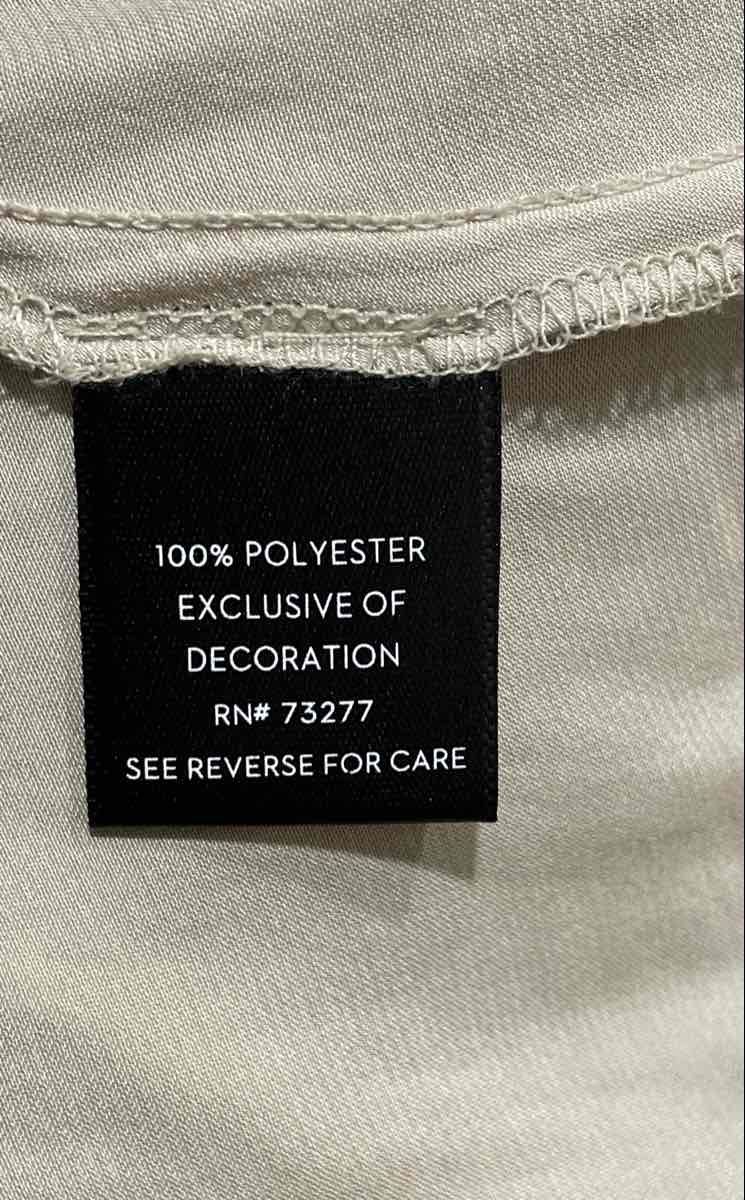 100% POLYESTER
EXCLUSIVE OF
DECORATION
RN# 73277
SEE REVERSE FOR CARE